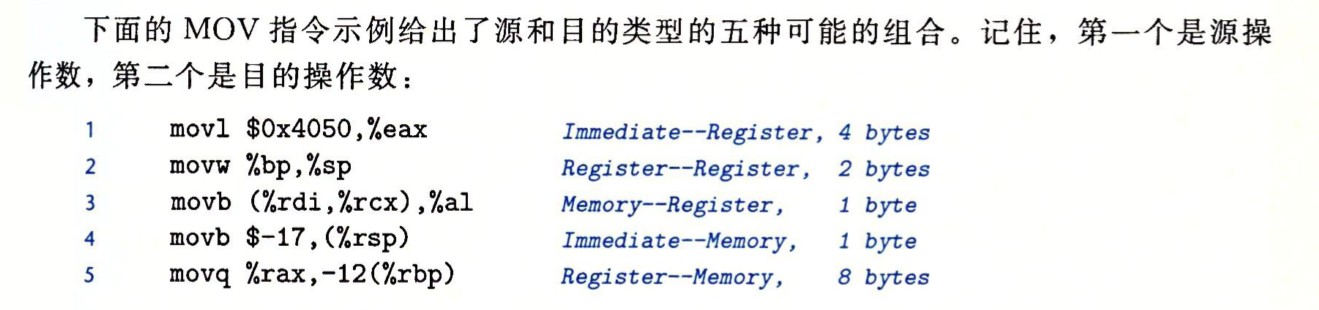 下面的 MOV 指令示例给出了源和目的类型的五种可能的组合。记住，第一个是源操
作数，第二个是目的操作数：
1 movl $0x4050,%eax Immediate--Register, 4 bytes
2 movw %bp,%sp Register--Register, 2 bytes
3 movb (%rdi,%rcx),%al Memory--Register, 1 byte
4 movb $-17,(%rsp) Immediate--Memory, 1 byte
5 movq %rax,-12(%rbp) Register--Memory, 8 bytes